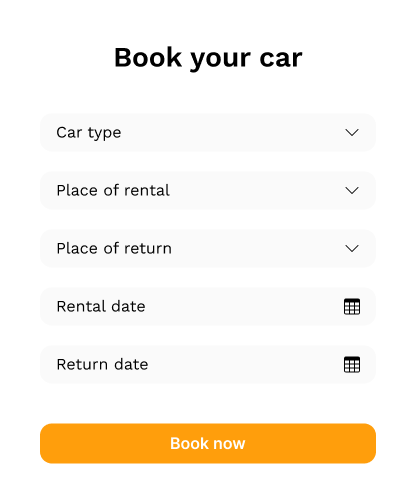 Book your car
Car type
Place of rental
Place of return
Rental date
Return date
Book now